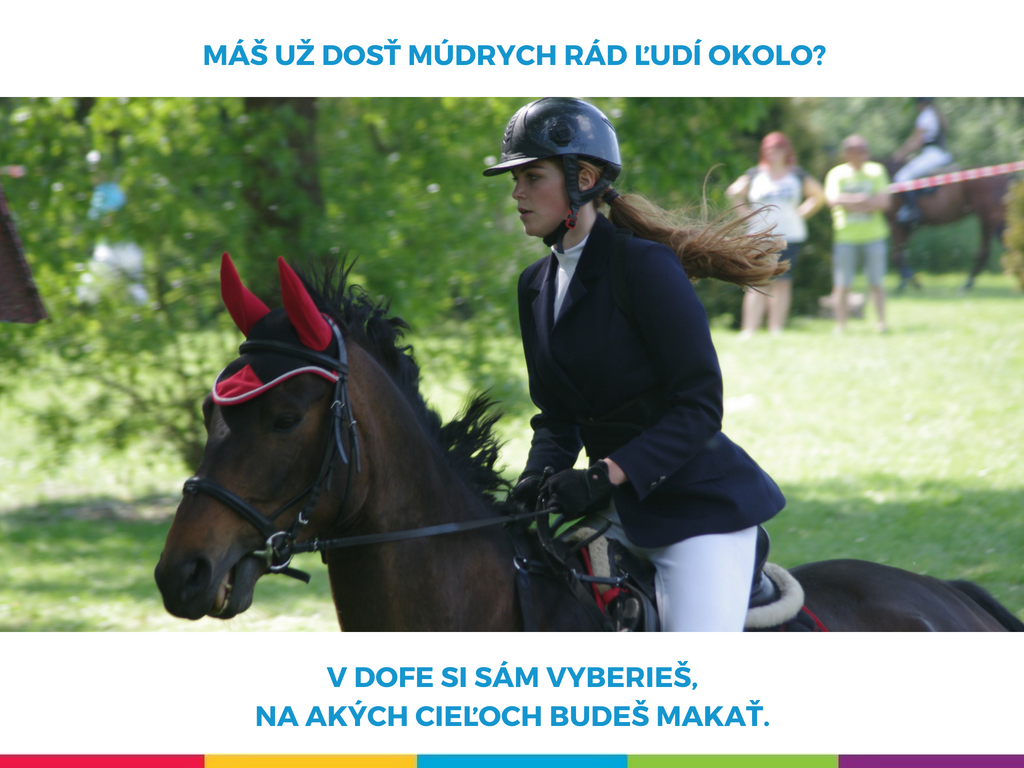 MÁŠ UŽ DOSŤ MÚDRYCH RÁD ĽUDÍ OKOLO?
V DOFE SI SÁM VYBERIEŠ,
NA AKÝCH CIEĽOCH BUDEŠ MAKAŤ.